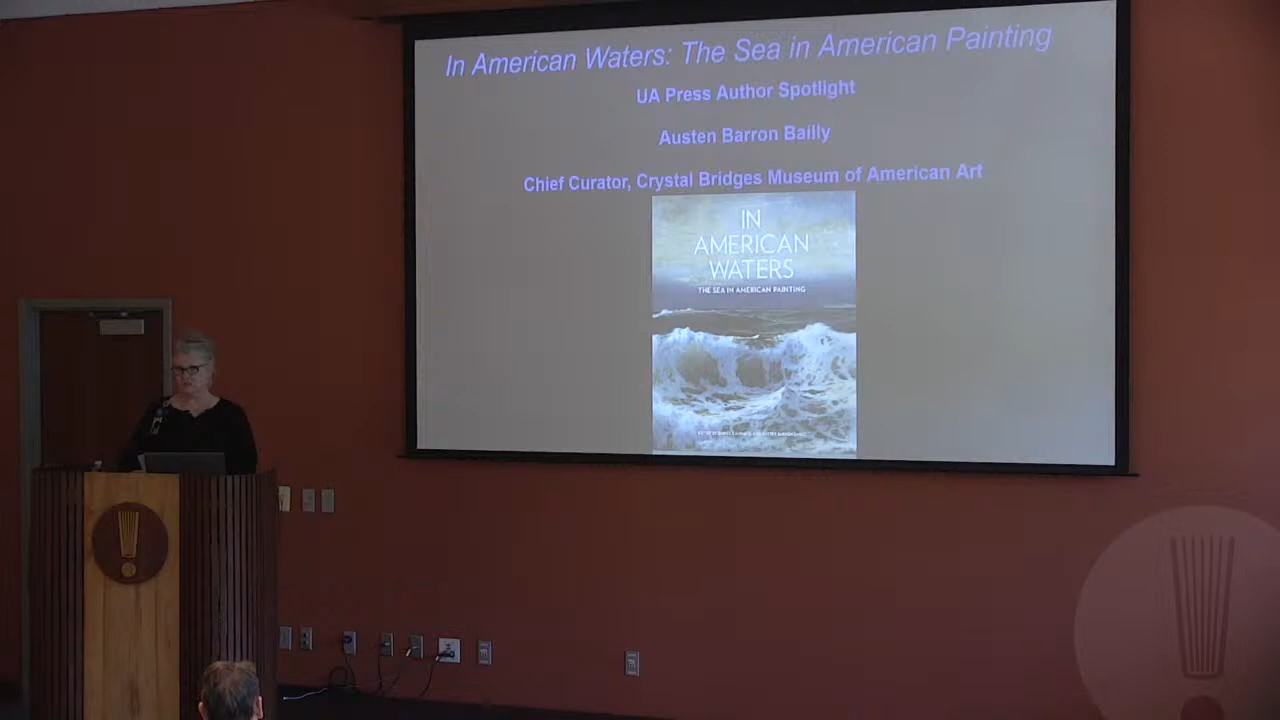 In American Waters: The Sea in American Painting
UA Press Author Spotlight
Austen Barron Bailly
Chief Curator, Crystal Bridges Museum of American Art
IN
AMERICAN
WATERS
THE SEA IN AMERICAN PAINTING